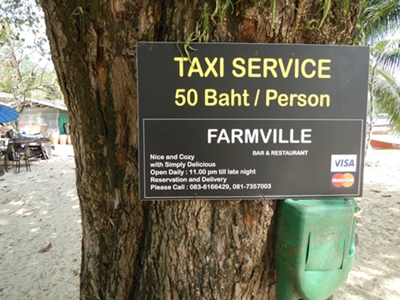 TAXI SERVICE
50 Baht / Person
FARMVILLE
BAR & RESTAURANT
Nice and Cozy
with Simply Delicious
Open Daily : 11.00 pm till late night
Reservation and Delivery
Please Call : 083-6166429, 081-7357003
VISA
MasterCard